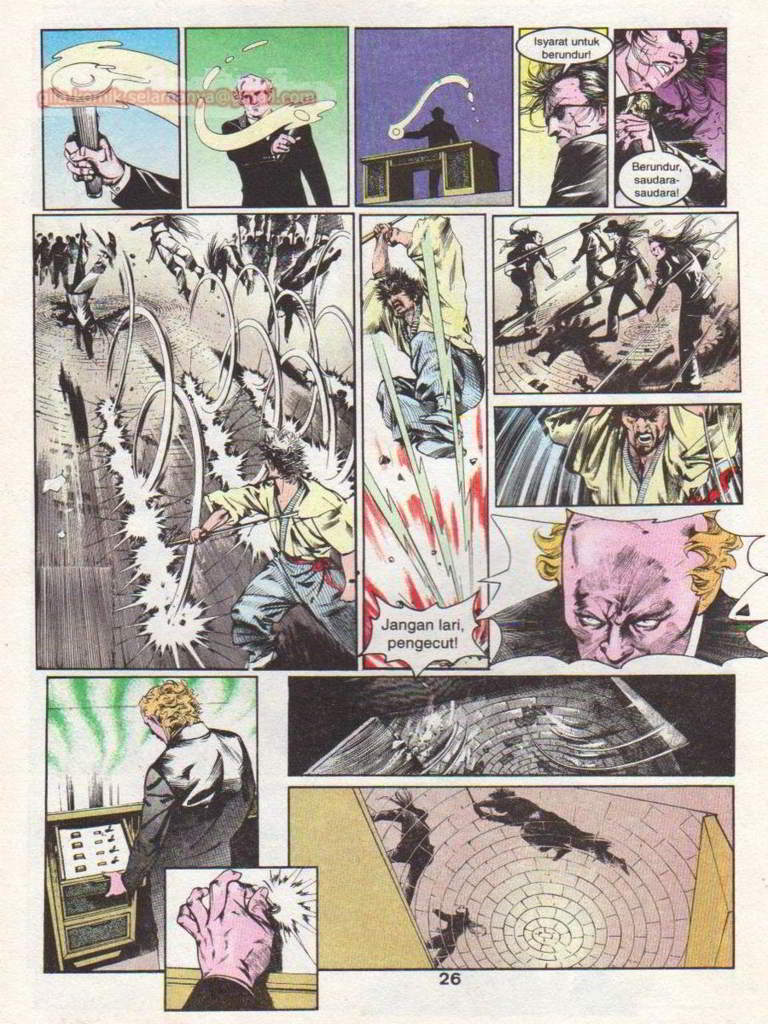 Isyarat untuk
berundur!
Berundur,
saudara-
saudara!
Jangan lari,
pengecut!
26